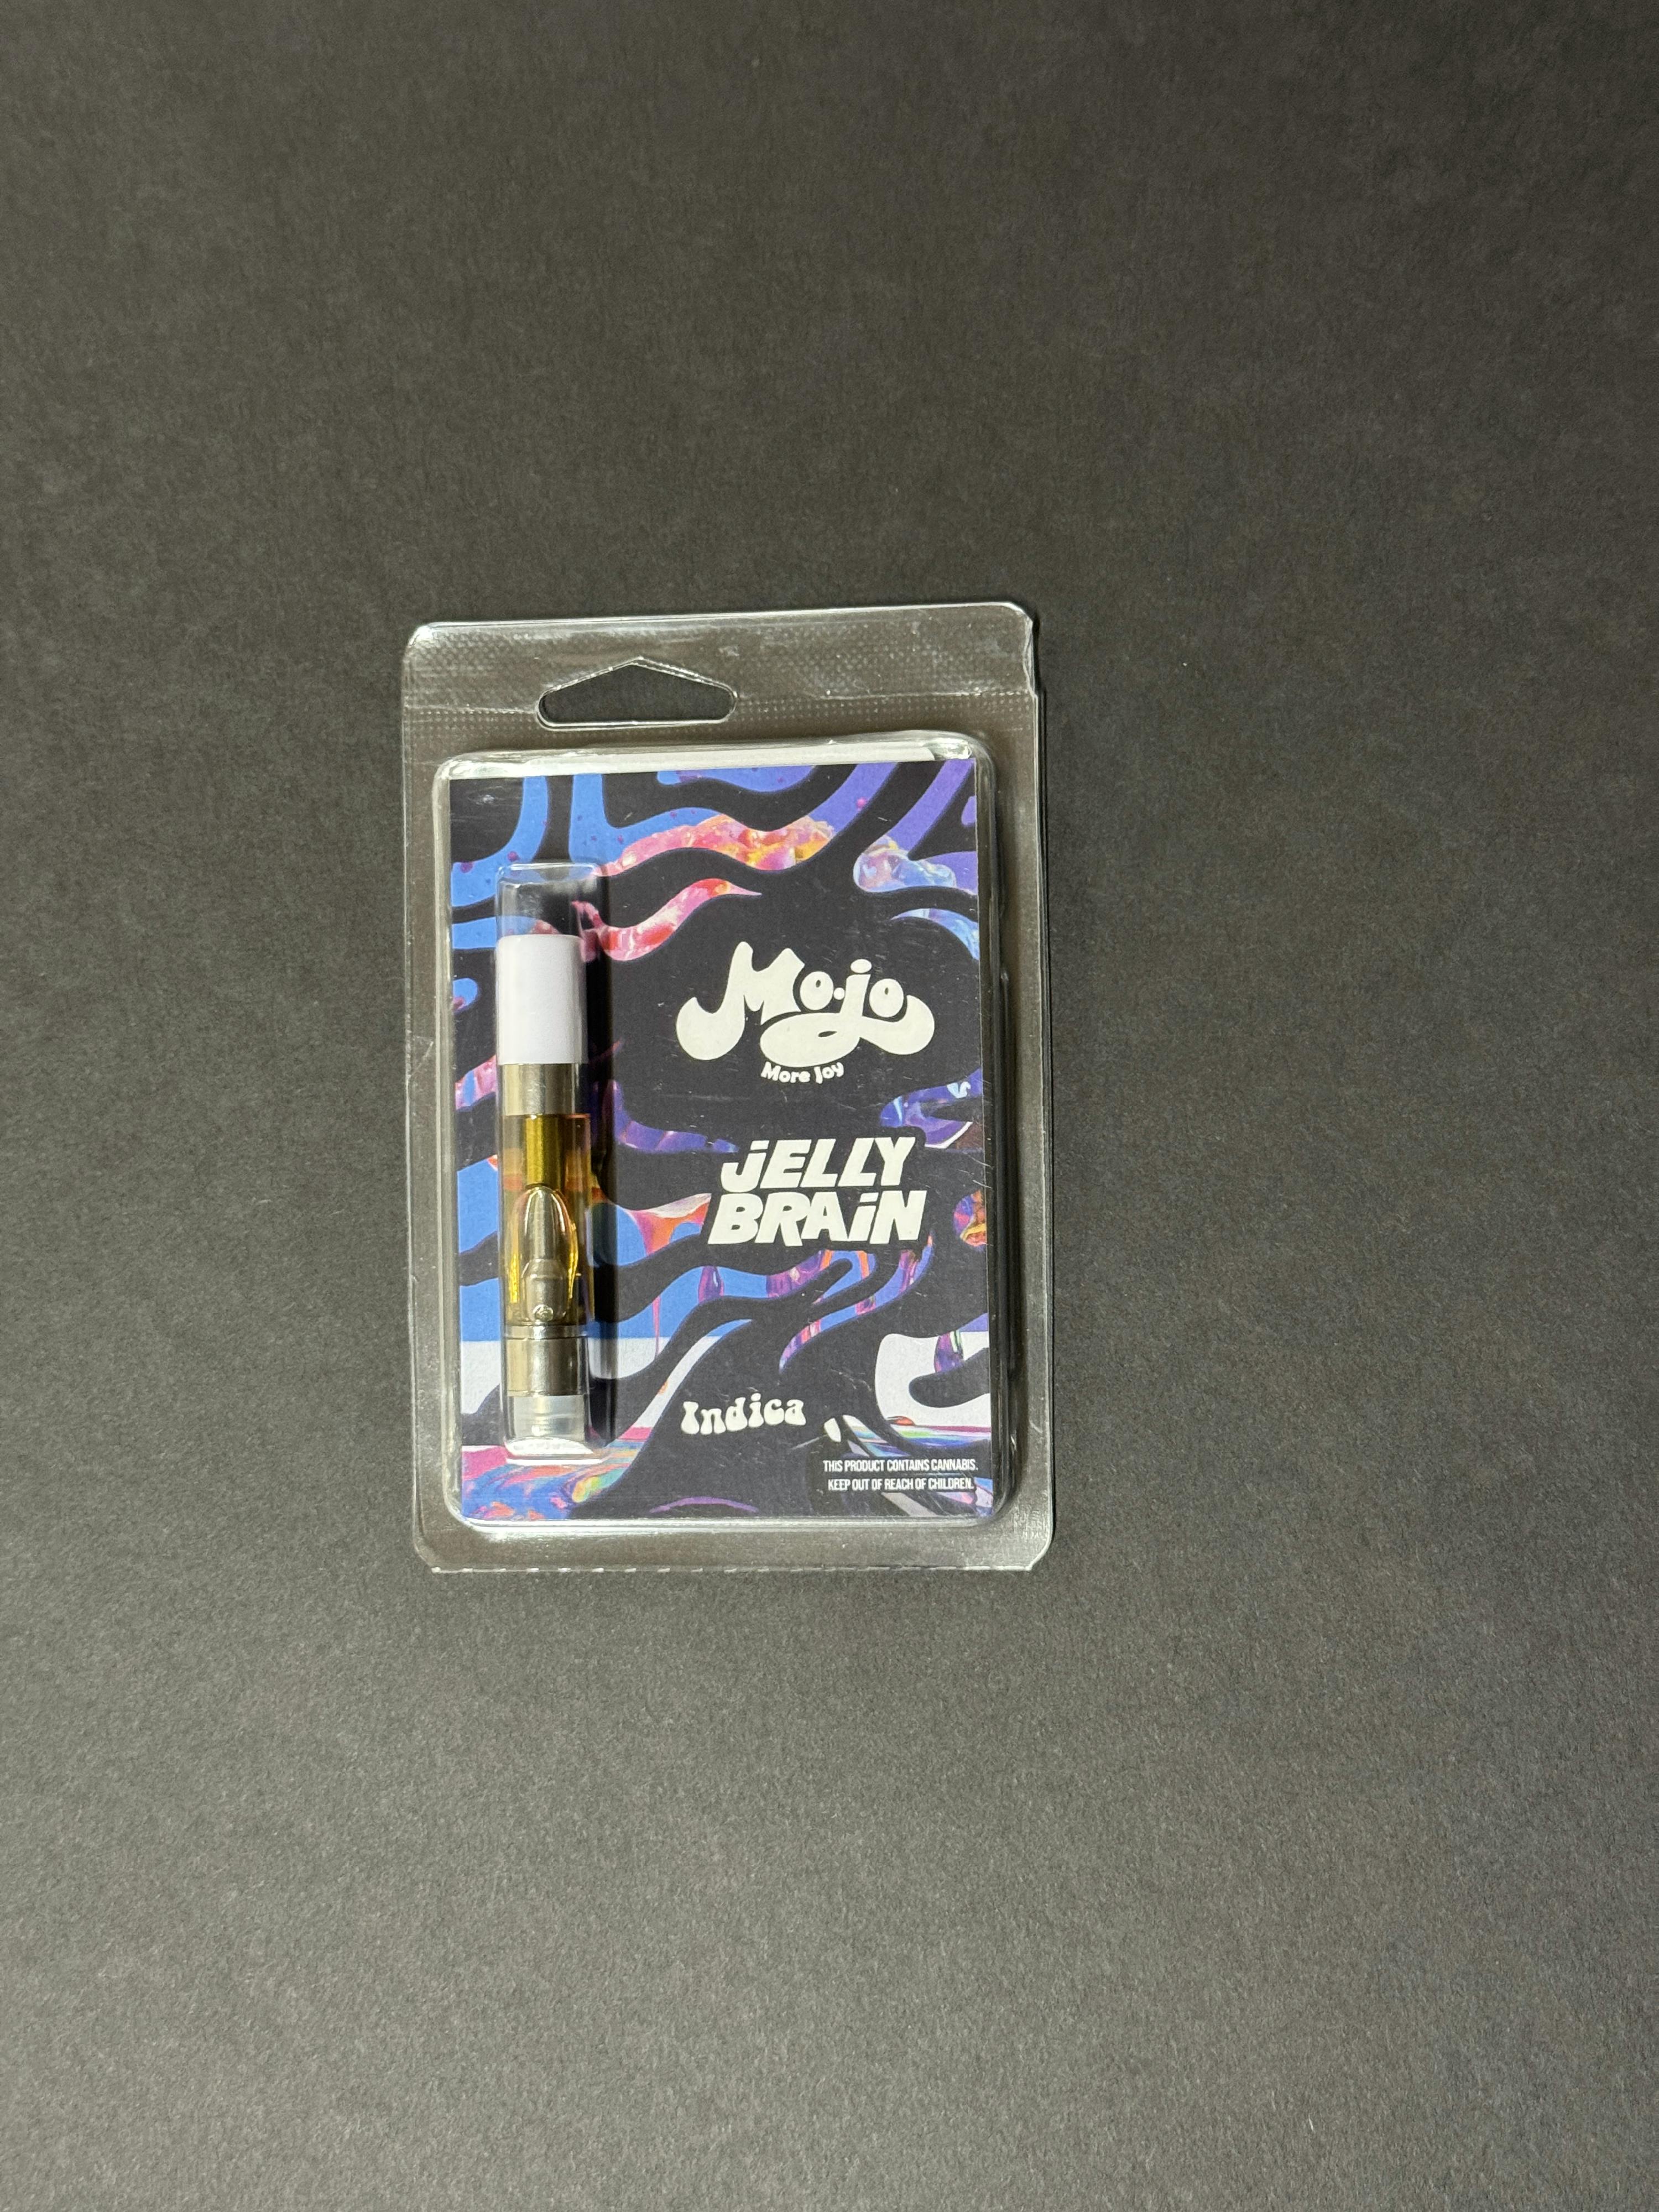 Mo.jo
More Joy
JELLY
BRAiN
Indica
THIS PRODUCT CONTAINS CANNABIS.
KEEP OUT OF REACH OF CHILDREN.